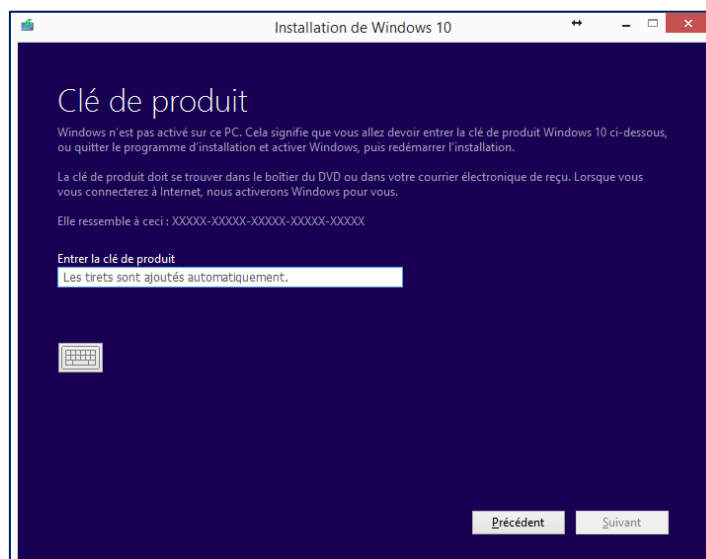 Installation de Windows 10
Clé de produit
Windows n'est pas activé sur ce PC. Cela signifie que vous allez devoir entrer la clé de produit Windows 10 ci-dessous,
ou quitter le programme d'installation et activer Windows, puis redémarrer l'installation.
La clé de produit doit se trouver dans le boîtier du DVD ou dans votre courrier électronique de reçu. Lorsque vous
vous connecterez à Internet, nous activerons Windows pour vous.
Elle ressemble à ceci : XXXXX-XXXXX-XXXXX-XXXXX-XXXXX
Entrer la clé de produit
Les tirets sont ajoutés automatiquement.
Précédent
Suivant